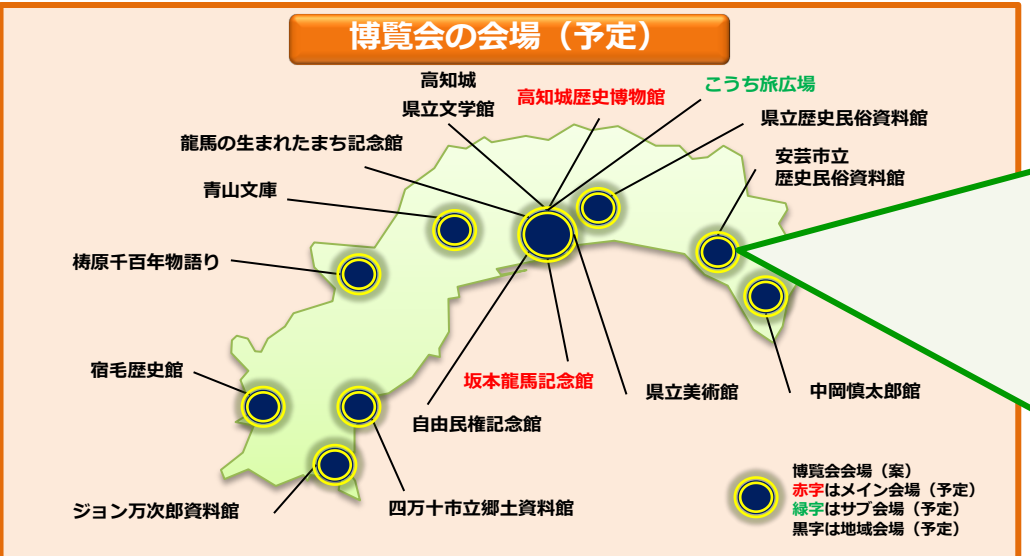 博覧会の会場（予定）
高知城
県立文学館
高知城歴史博物館
こうち旅広場
県立歴史民俗資料館
龍馬の生まれたまち記念館
安芸市立
歴史民俗資料館
青山文庫
梼原千百年物語り
宿毛歴史館
坂本龍馬記念館
県立美術館
中岡慎太郎館
自由民権記念館
ジョン万次郎資料館
四万十市立郷土資料館
博覧会会場（案）
赤字はメイン会場（予定）
緑字はサブ会場（予定）
黒字は地域会場（予定）